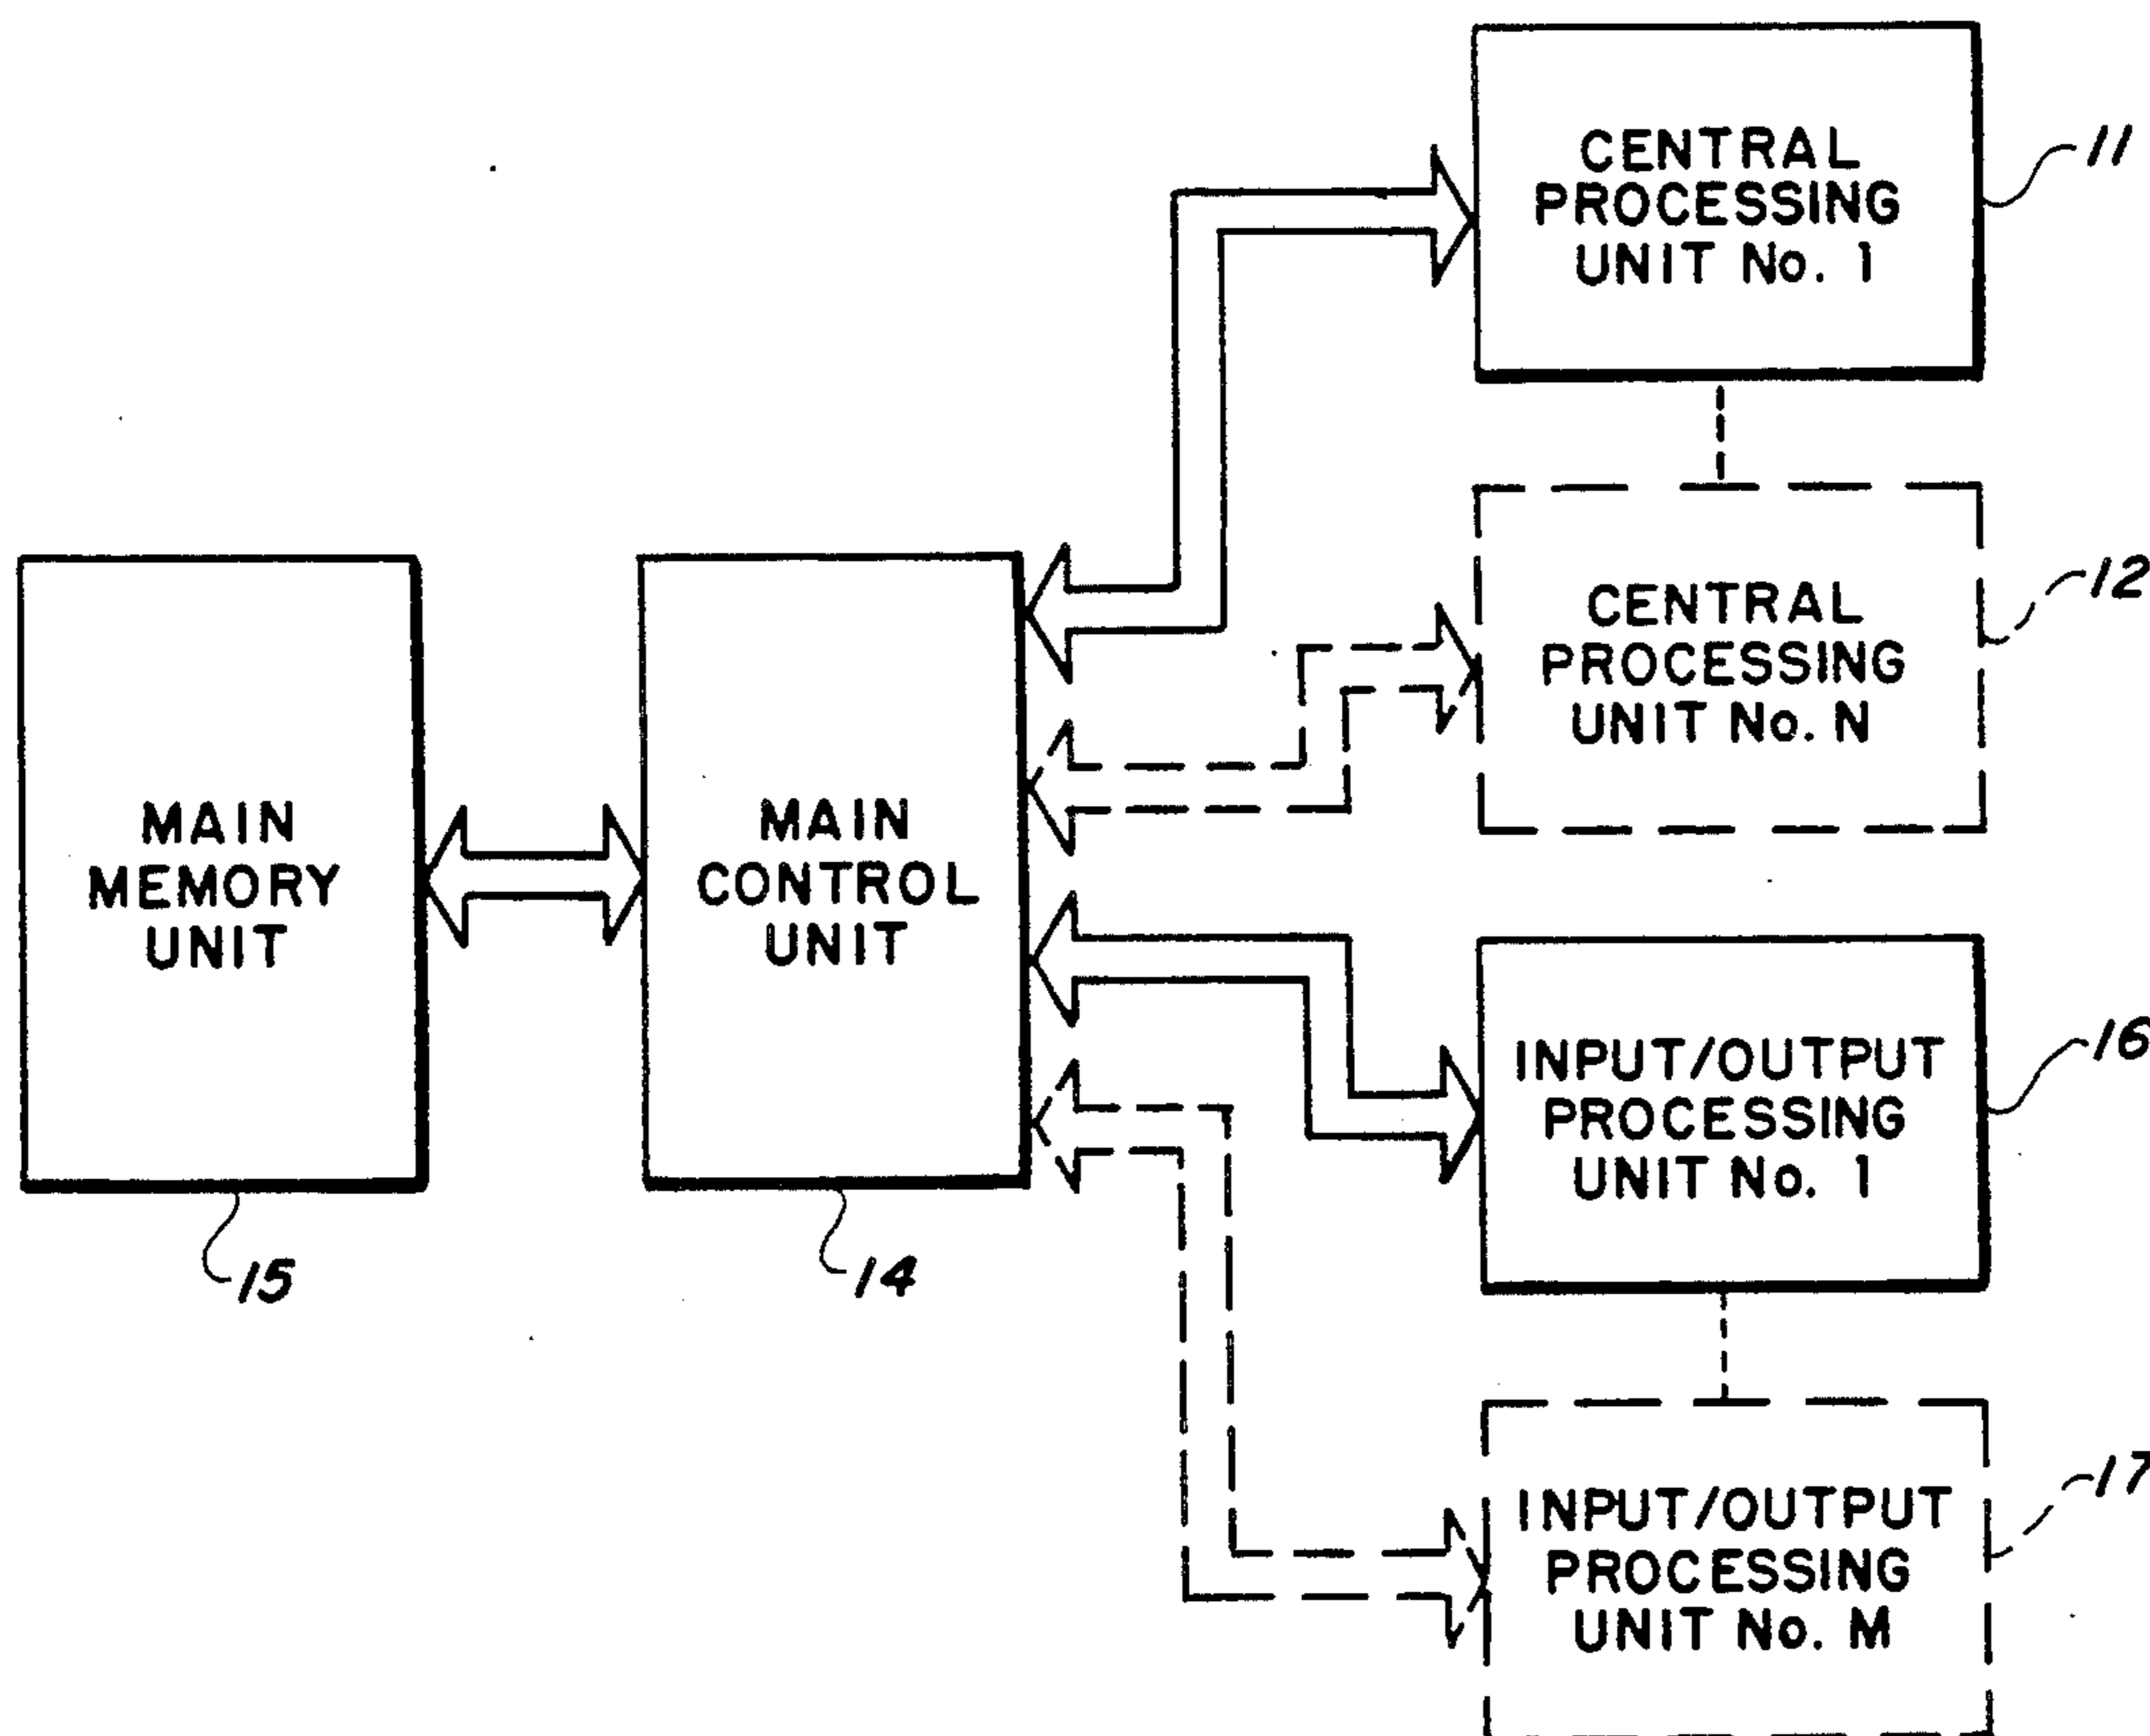 CENTRAL
PROCESSING
UNIT No. 1
11
CENTRAL
PROCESSING
UNIT No. N
12
MAIN
MEMORY
UNIT
15
MAIN
CONTROL
UNIT
14
INPUT/OUTPUT
PROCESSING
UNIT No. 1
16
INPUT/OUTPUT
PROCESSING
UNIT No. M
17